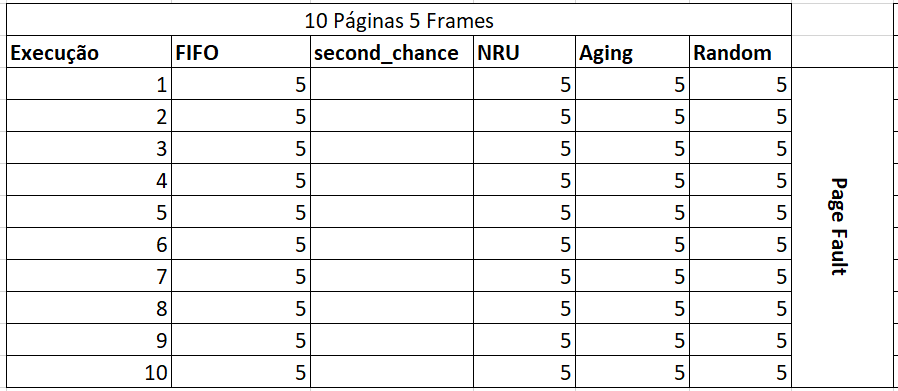 10 Páginas 5 Frames
Execução FIFO second_chance NRU Aging Random
1 5 5 5 5
2 5 5 5 5
3 5 5 5 5
4 5 5 5 5
5 5 5 5 5
6 5 5 5 5
7 5 5 5 5
8 5 5 5 5
9 5 5 5 5
10 5 5 5 5
Page Fault